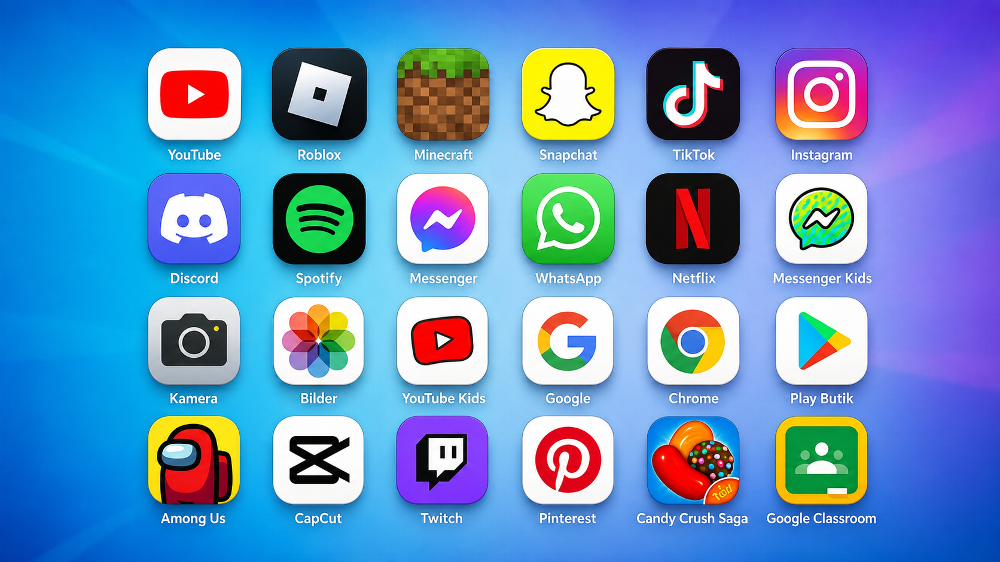 YouTube
Roblox
Minecraft
Snapchat
TikTok
Instagram
Discord
Spotify
Messenger
WhatsApp
Netflix
Messenger Kids
Kamera
Bilder
YouTube Kids
Google
Chrome
Play Butik
Among Us
CapCut
Twitch
Pinterest
Candy Crush Saga
Google Classroom